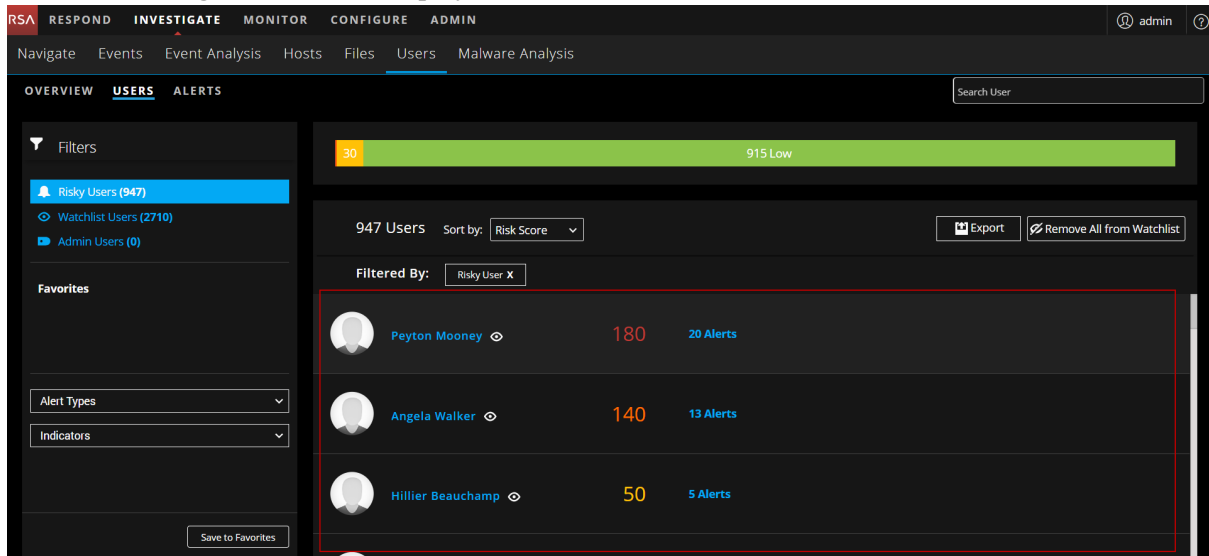 RSA RESPOND INVESTIGATE MONITOR CONFIGURE ADMIN admin ?
Navigate Events Event Analysis Hosts Files Users Malware Analysis
OVERVIEW USERS ALERTS Search User
Filters
Risky Users (947)
Watchlist Users (2710)
Admin Users (0)
Favorites
Alert Types
Indicators
Save to Favorites
30 915 Low
947 Users Sort by: Risk Score Export Remove All from Watchlist
Filtered By: Risky User X
Peyton Mooney 180 20 Alerts
Angela Walker 140 13 Alerts
Hillier Beauchamp 50 5 Alerts